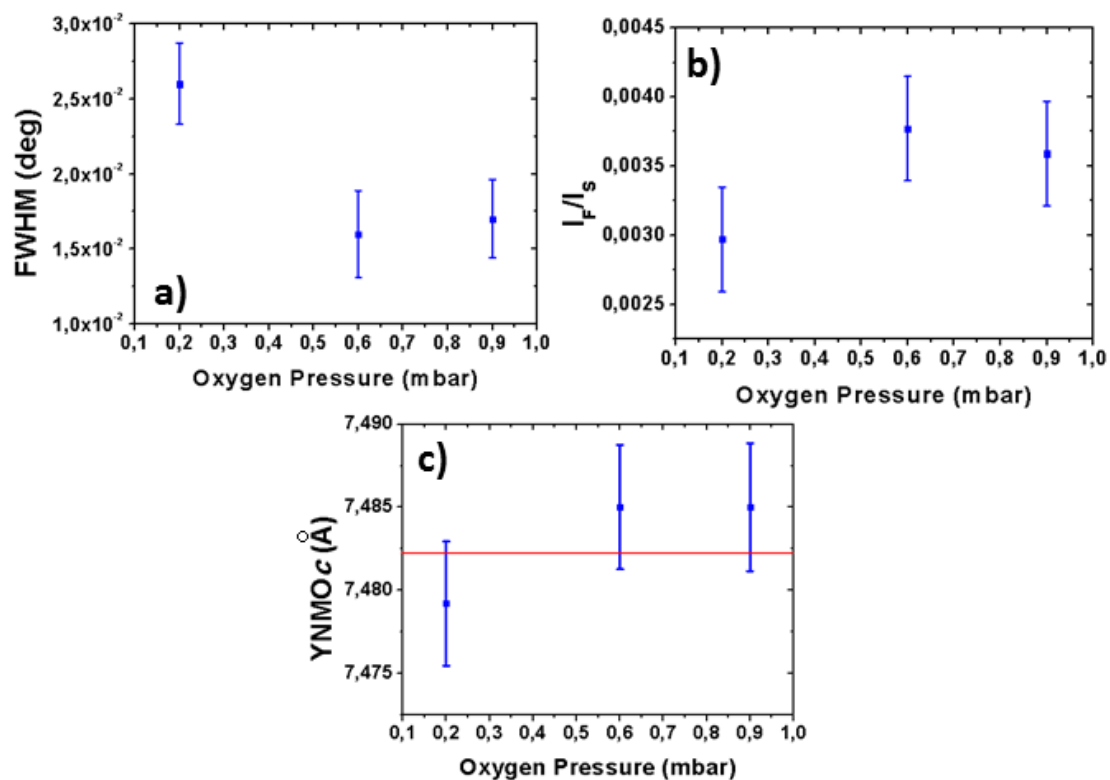 3,0x10⁻²
2,5x10⁻²
2,0x10⁻²
1,5x10⁻²
1,0x10⁻²
FWHM (deg)
a)
0,1 0,2 0,3 0,4 0,5 0,6 0,7 0,8 0,9 1,0
Oxygen Pressure (mbar)
0,0045
0,0040
0,0035
0,0030
0,0025
I_F/I_S
b)
0,1 0,2 0,3 0,4 0,5 0,6 0,7 0,8 0,9 1,0
Oxygen Pressure (mbar)
7,490
7,485
7,480
7,475
YNMOc (Å)
c)
0,1 0,2 0,3 0,4 0,5 0,6 0,7 0,8 0,9 1,0
Oxygen Pressure (mbar)